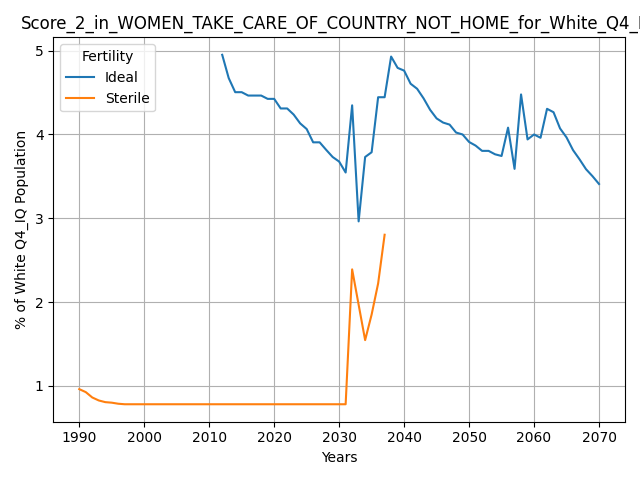 Score_2_in_WOMEN_TAKE_CARE_OF_COUNTRY_NOT_HOME_for_White_Q4_
Fertility
Ideal
Sterile
% of White Q4_IQ Population
5
4
3
2
1
1990 2000 2010 2020 2030 2040 2050 2060 2070
Years